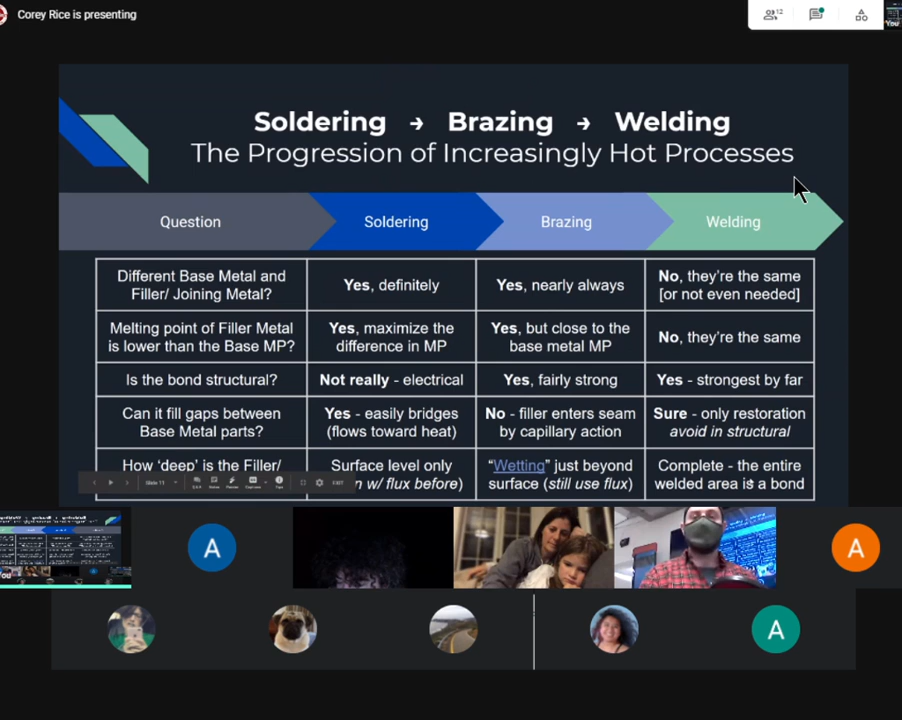 Corey Rice is presenting
12
You
Soldering → Brazing → Welding
The Progression of Increasingly Hot Processes
Question Soldering Brazing Welding
Different Base Metal and
Filler/ Joining Metal?
Yes, definitely
Yes, nearly always
No, they're the same
[or not even needed]
Melting point of Filler Metal
is lower than the Base MP?
Yes, maximize the
difference in MP
Yes, but close to the
base metal MP
No, they're the same
Is the bond structural?
Not really - electrical
Yes, fairly strong
Yes - strongest by far
Can it fill gaps between
Base Metal parts?
Yes - easily bridges
(flows toward heat)
No - filler enters seam
by capillary action
Sure - only restoration
avoid in structural
How 'deep' is the Filler/
Surface level only
w/ flux before)
"Wetting" just beyond
surface (still use flux)
Complete - the entire
welded area is a bond
Slide 11
EXIT
You
A
A
A